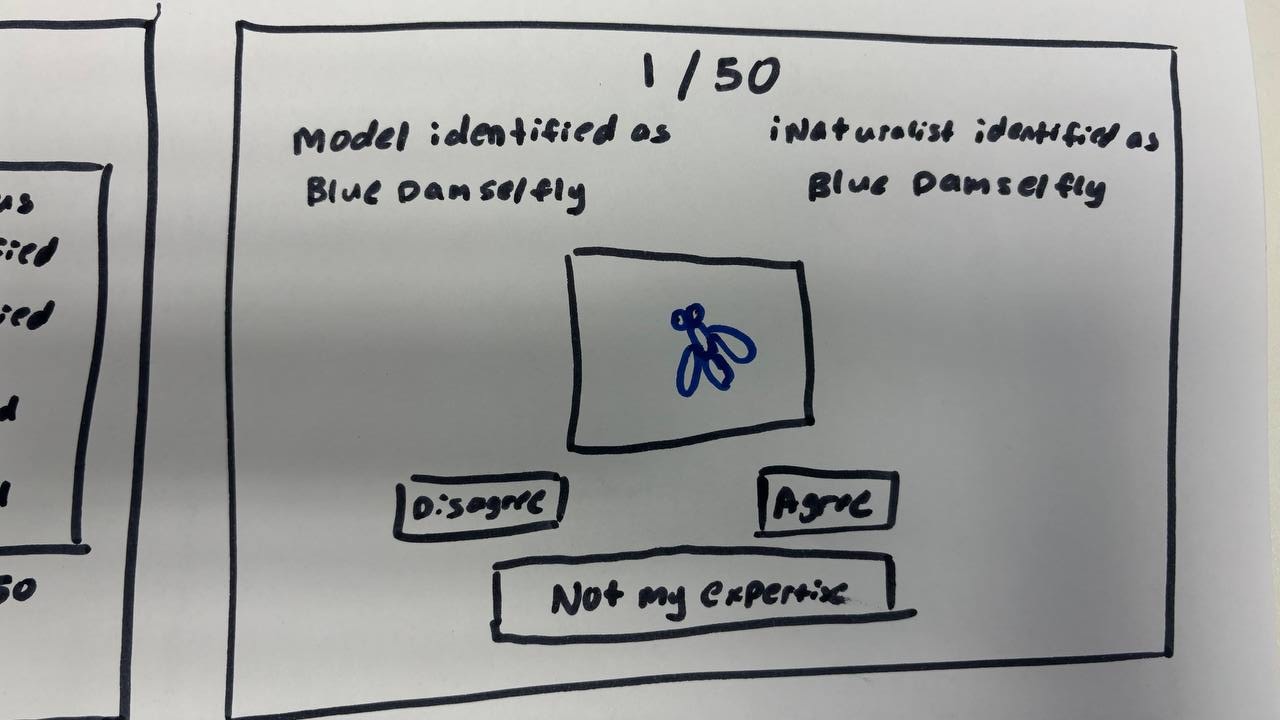 us
fied
ied
d
50
1/50
Model identified as
Blue Damselfly
iNaturalist identified as
Blue Damselfly
Disagree
Agree
Not my expertise